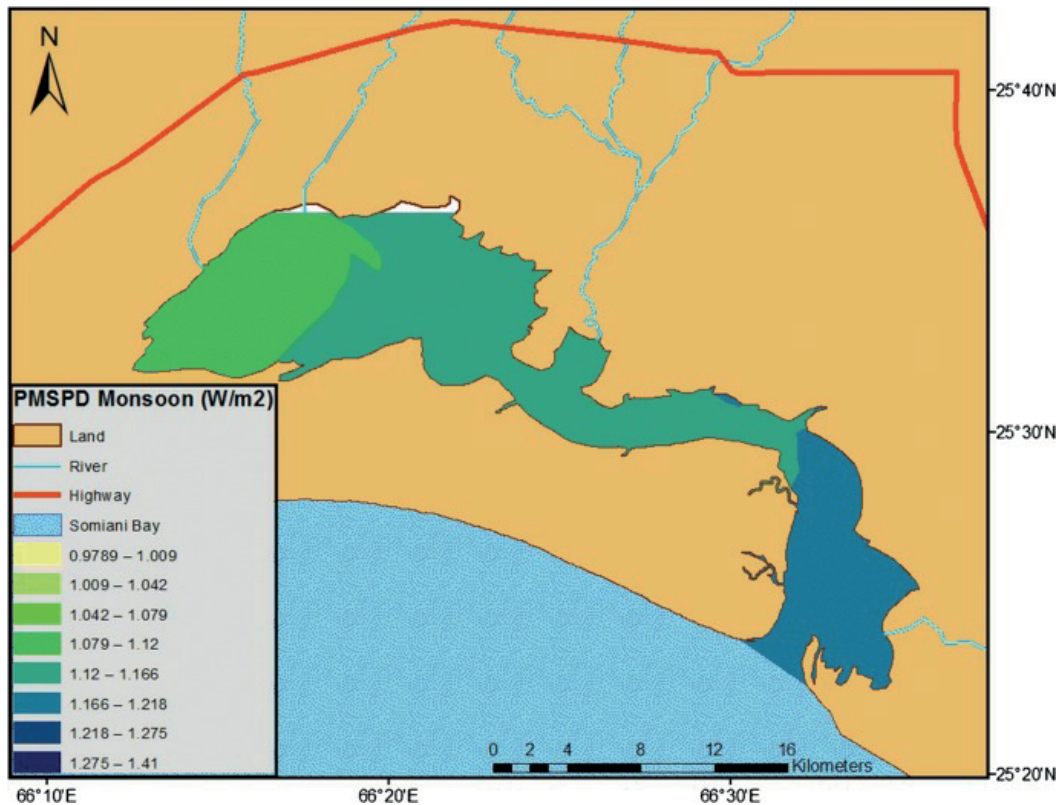 N
25°40'N
25°30'N
25°20'N
PMSPD Monsoon (W/m2)
Land
River
Highway
Somiani Bay
0.9789 – 1.009
1.009 – 1.042
1.042 – 1.079
1.079 – 1.12
1.12 – 1.166
1.166 – 1.218
1.218 – 1.275
1.275 – 1.41
0 2 4 8 12 16
Kilometers
66°10'E 66°20'E 66°30'E